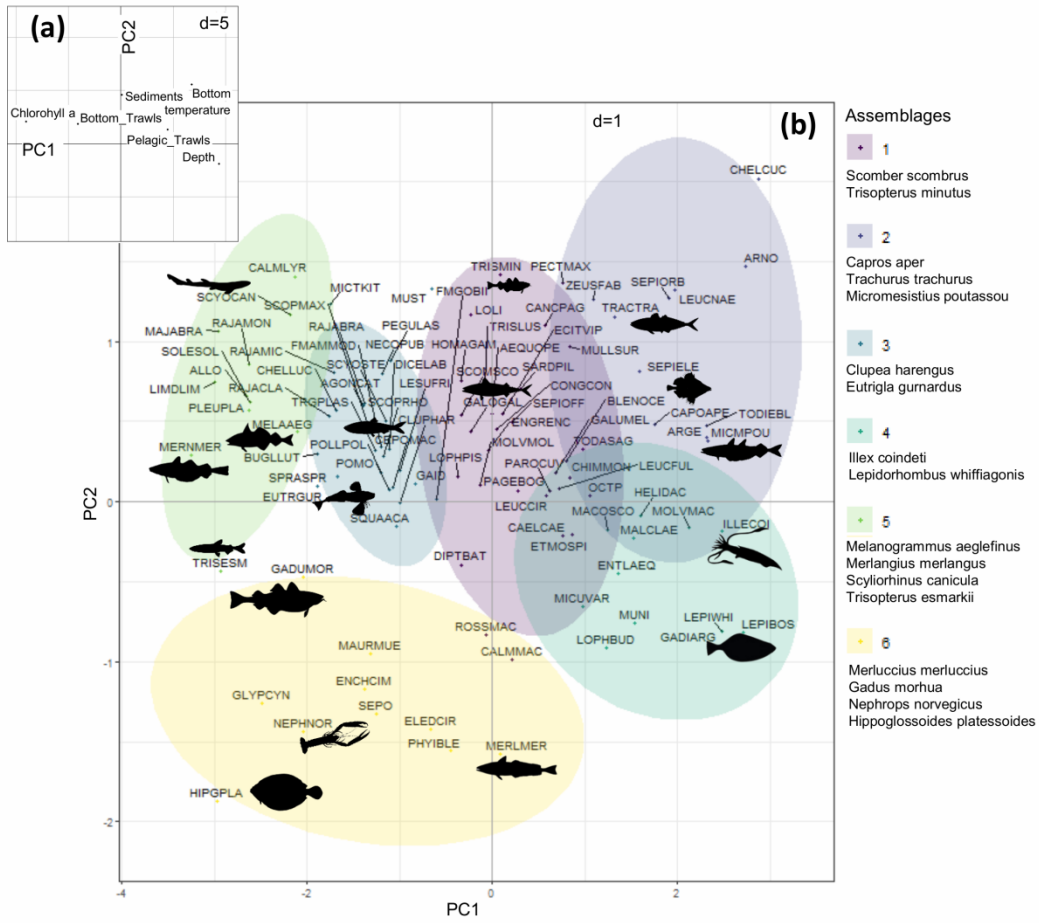 (a)
PC2
d=5
Sediments
Bottom
temperature
Chlorohyll a
Bottom_Trawls
Pelagic_Trawls
PC1
Depth
d=1
(b)
CHELCUC
ARNO
CALMLYR
TRISMIN
PECTMAX
SCYOCAN
SCOPMAX
MICTKIT
MUST
FMGOBII
ZEUSFAB
SEPIORB
LEUCNAE
MAJABRA
RAJAMON
RAJABRA
PEGULAS
LOLI
CANCPAG
TRACTRA
SOLESOL
RAJAMIC
FMAMMOD
NECOPUB
HOMAGAM
TRISLUS
ECITVIP
AEQUOPE
MULLSUR
ALLO
CHELLUC
SCYOSTE
DICELAB
SCOMSCO
SARDPIL
SEPIELE
LIMDLIM
RAJACLA
AGONCAT
LESUFRI
CONGCON
PLEUPLA
TRGPLAS
SCOPRHO
GALOGAL
SEPIOFF
BLENOCE
MELAAEG
CLUPHAR
ENGRENC
GALUMEL
CAPOAPE
TODIEBL
MERNMER
BUGLLUT
POLLPOL
CEPOMAC
MOLVMOL
TODASAG
ARGE
MICMPOU
SPRASPR
POMO
GAID
LOPHPIS
PAROCUV
CHIMMON
LEUCFUL
EUTRGUR
PAGEBOG
OCTP
HELIDAC
SQUAACA
LEUCCIR
MACOSCO
MOLVMAC
CAELCAE
MALCLAE
ILLECOI
ETMOSPI
TRISESM
GADUMOR
DIPTBAT
ENTLAEQ
MICUVAR
MUNI
LEPIWHI
LEPIBOS
ROSSMAC
LOPHBUD
GADIARG
MAURMUE
CALMMAC
ENCHCIM
GLYPCYN
SEPO
NEPHNOR
ELEDCIR
PHYIBLE
MERLMER
HIPGPLA
1
0
-1
-2
PC2
-4
-2
0
2
PC1
Assemblages
1
Scomber scombrus
Trisopterus minutus
2
Capros aper
Trachurus trachurus
Micromesistius poutassou
3
Clupea harengus
Eutrigla gurnardus
4
Illex coindeti
Lepidorhombus whiffiagonis
5
Melanogrammus aeglefinus
Merlangius merlangus
Scyliorhinus canicula
Trisopterus esmarkii
6
Merluccius merluccius
Gadus morhua
Nephrops norvegicus
Hippoglossoides platessoides